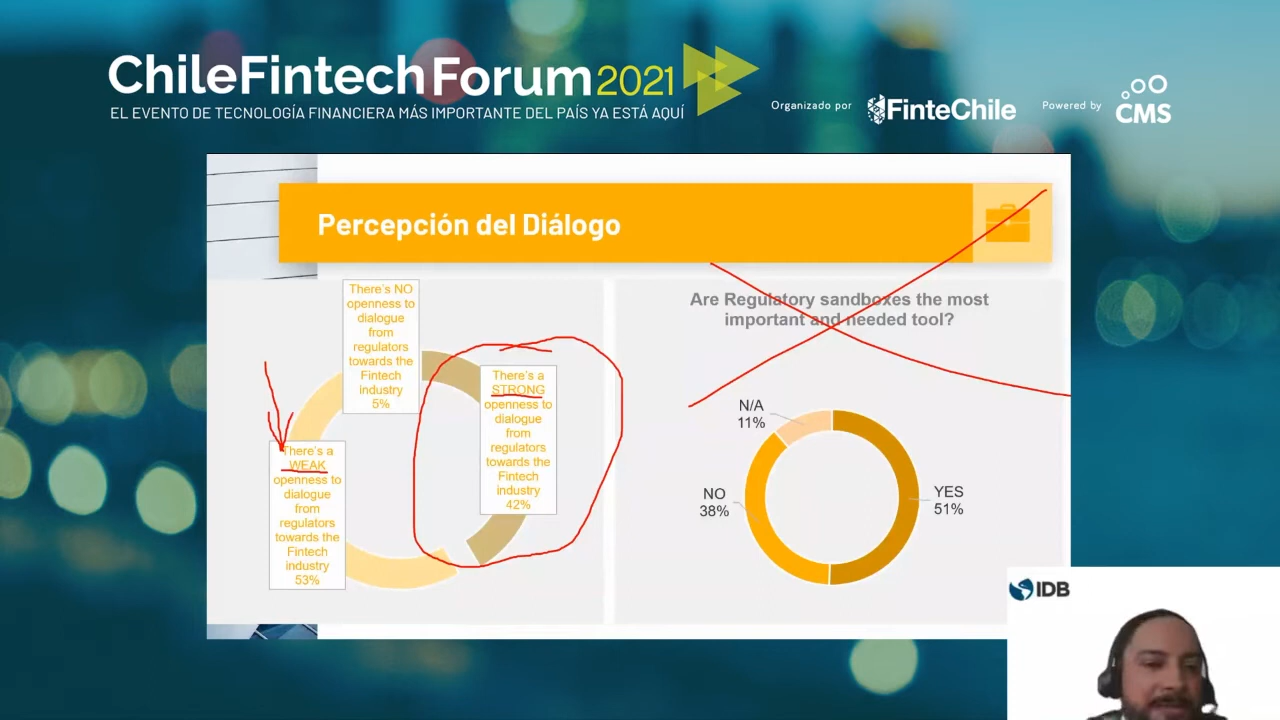 ChileFintechForum2021
EL EVENTO DE TECNOLOGÍA FINANCIERA MÁS IMPORTANTE DEL PAÍS YA ESTÁ AQUÍ
Organizado por
FinteChile
Powered by
CMS
Percepción del Diálogo
There's NO
openness to
dialogue
from
regulators
towards the
Fintech
industry
5%
There's a
STRONG
openness to
dialogue
from
regulators
towards the
Fintech
industry
42%
There's a
WEAK
openness to
dialogue
from
regulators
towards the
Fintech
industry
53%
Are Regulatory sandboxes the most
important and needed tool?
N/A
11%
NO
38%
YES
51%
IDB